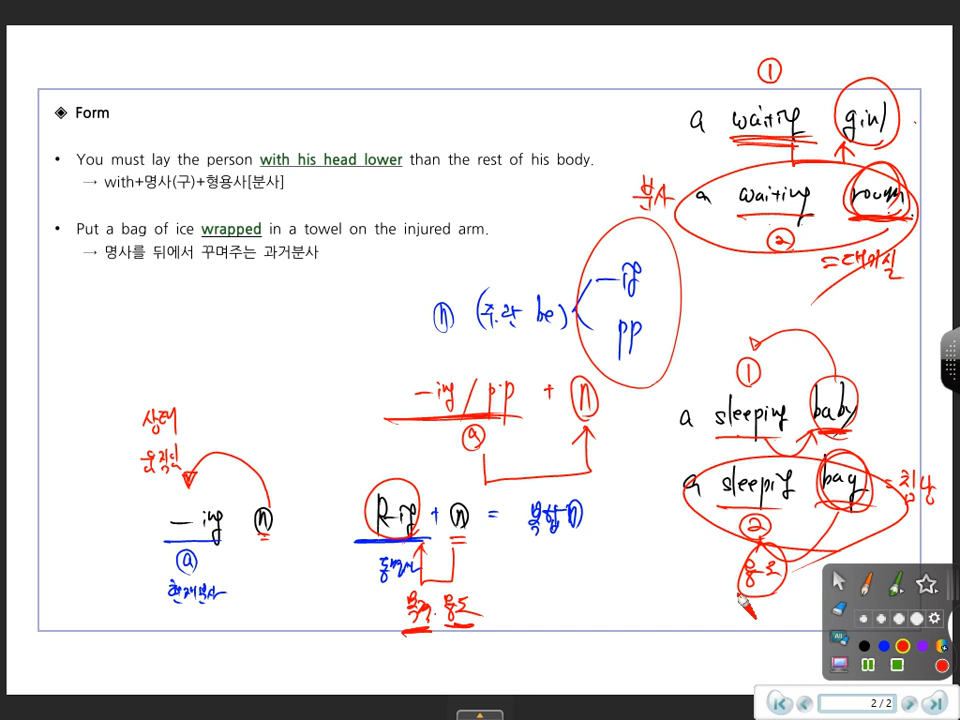 ◈ Form
• You must lay the person with his head lower than the rest of his body.
→ with+명사(구)+형용사[분사]
• Put a bag of ice wrapped in a towel on the injured arm.
→ 명사를 뒤에서 꾸며주는 과거분사
①
a waiting girl
분사
a waiting room
②
=대기실
n (주.관 be) -ing
pp
-ing / p.p + n
ⓐ
①
a sleeping baby
a sleeping bag = 침낭
②
용도
상태
움직임
-ing n
ⓐ
현재분사
R-ing + n = 복합n
동명사
목적. 용도
2 / 2